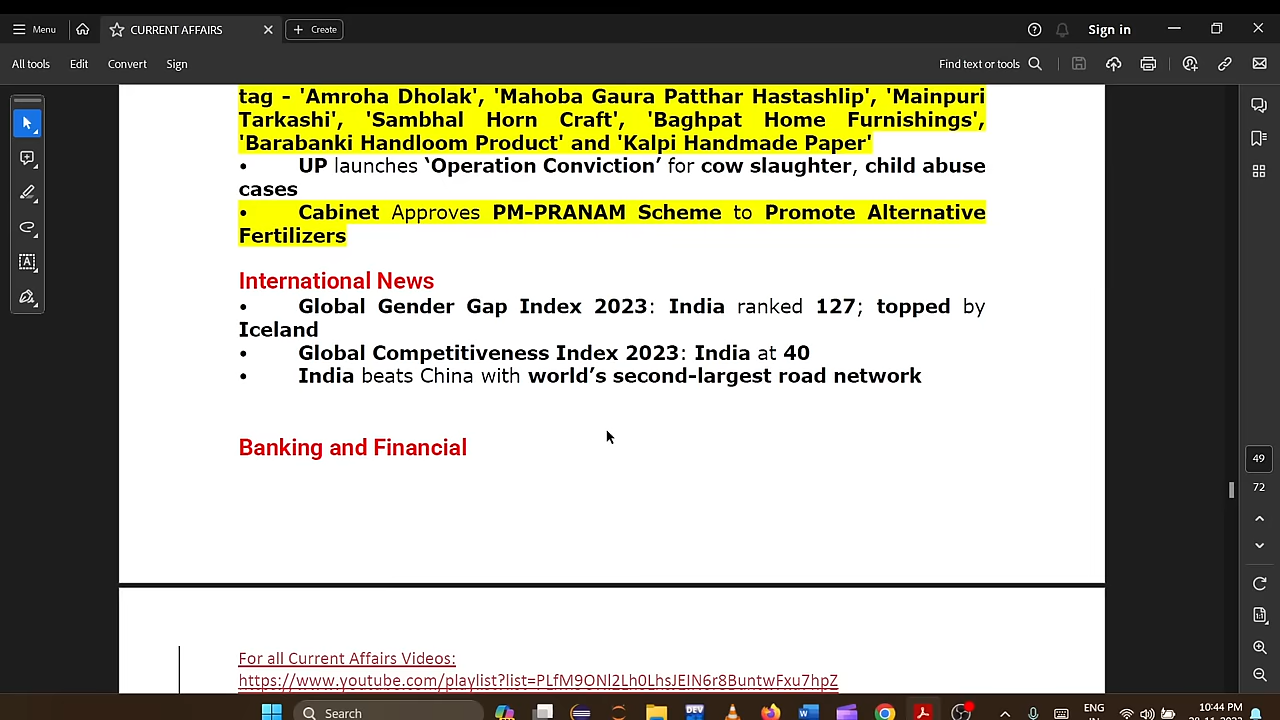 Menu
CURRENT AFFAIRS
Create
Sign in
All tools
Edit
Convert
Sign
Find text or tools
tag - 'Amroha Dholak', 'Mahoba Gaura Patthar Hastashlip', 'Mainpuri
Tarkashi', 'Sambhal Horn Craft', 'Baghpat Home Furnishings',
'Barabanki Handloom Product' and 'Kalpi Handmade Paper'
• UP launches ‘Operation Conviction’ for cow slaughter, child abuse
cases
• Cabinet Approves PM-PRANAM Scheme to Promote Alternative
Fertilizers
International News
• Global Gender Gap Index 2023: India ranked 127; topped by
Iceland
• Global Competitiveness Index 2023: India at 40
• India beats China with world’s second-largest road network
Banking and Financial
49
72
For all Current Affairs Videos:
https://www.youtube.com/playlist?list=PLfM9ONl2Lh0LhsJEIN6r8BuntwFxu7hpZ
Search
DEV
ENG
IN
10:44 PM